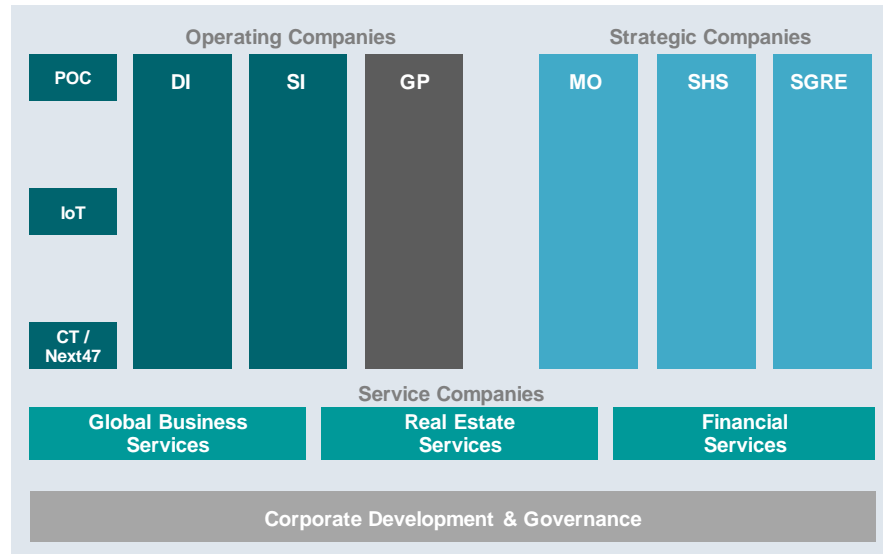 Operating Companies
Strategic Companies
POC
DI
SI
GP
MO
SHS
SGRE
IoT
CT /
Next47
Service Companies
Global Business
Services
Real Estate
Services
Financial
Services
Corporate Development & Governance